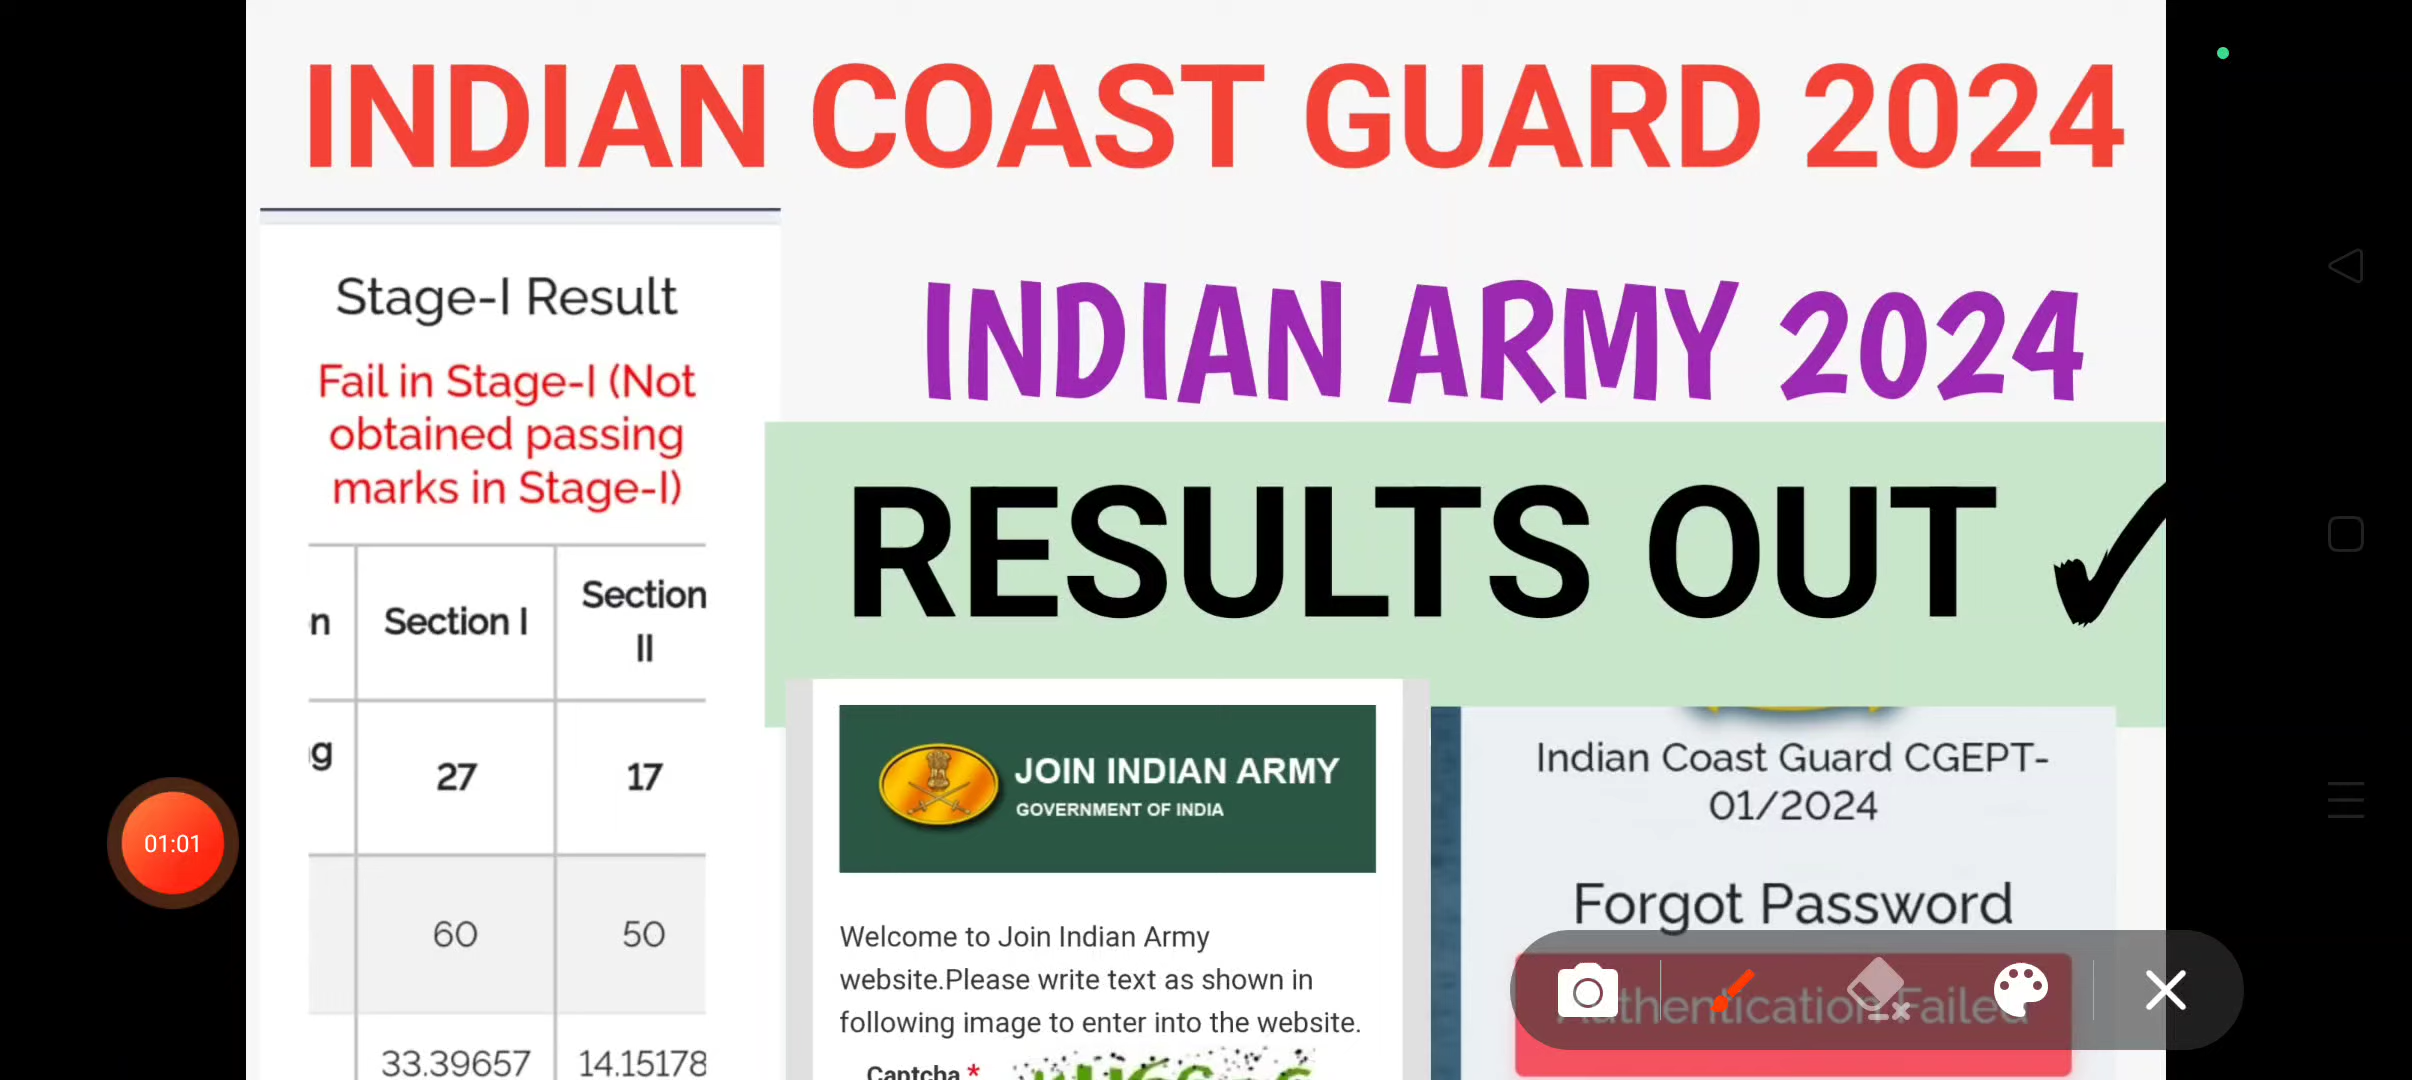 INDIAN COAST GUARD 2024
INDIAN ARMY 2024
RESULTS OUT
Stage-I Result
Fail in Stage-I (Not
obtained passing
marks in Stage-I)
n
Section I
Section
II
g
27
17
60
50
33.39657
14.15178
JOIN INDIAN ARMY
GOVERNMENT OF INDIA
Welcome to Join Indian Army
website.Please write text as shown in
following image to enter into the website.
Captcha *
Indian Coast Guard CGEPT-
01/2024
Forgot Password
Authentication Failed
01:01